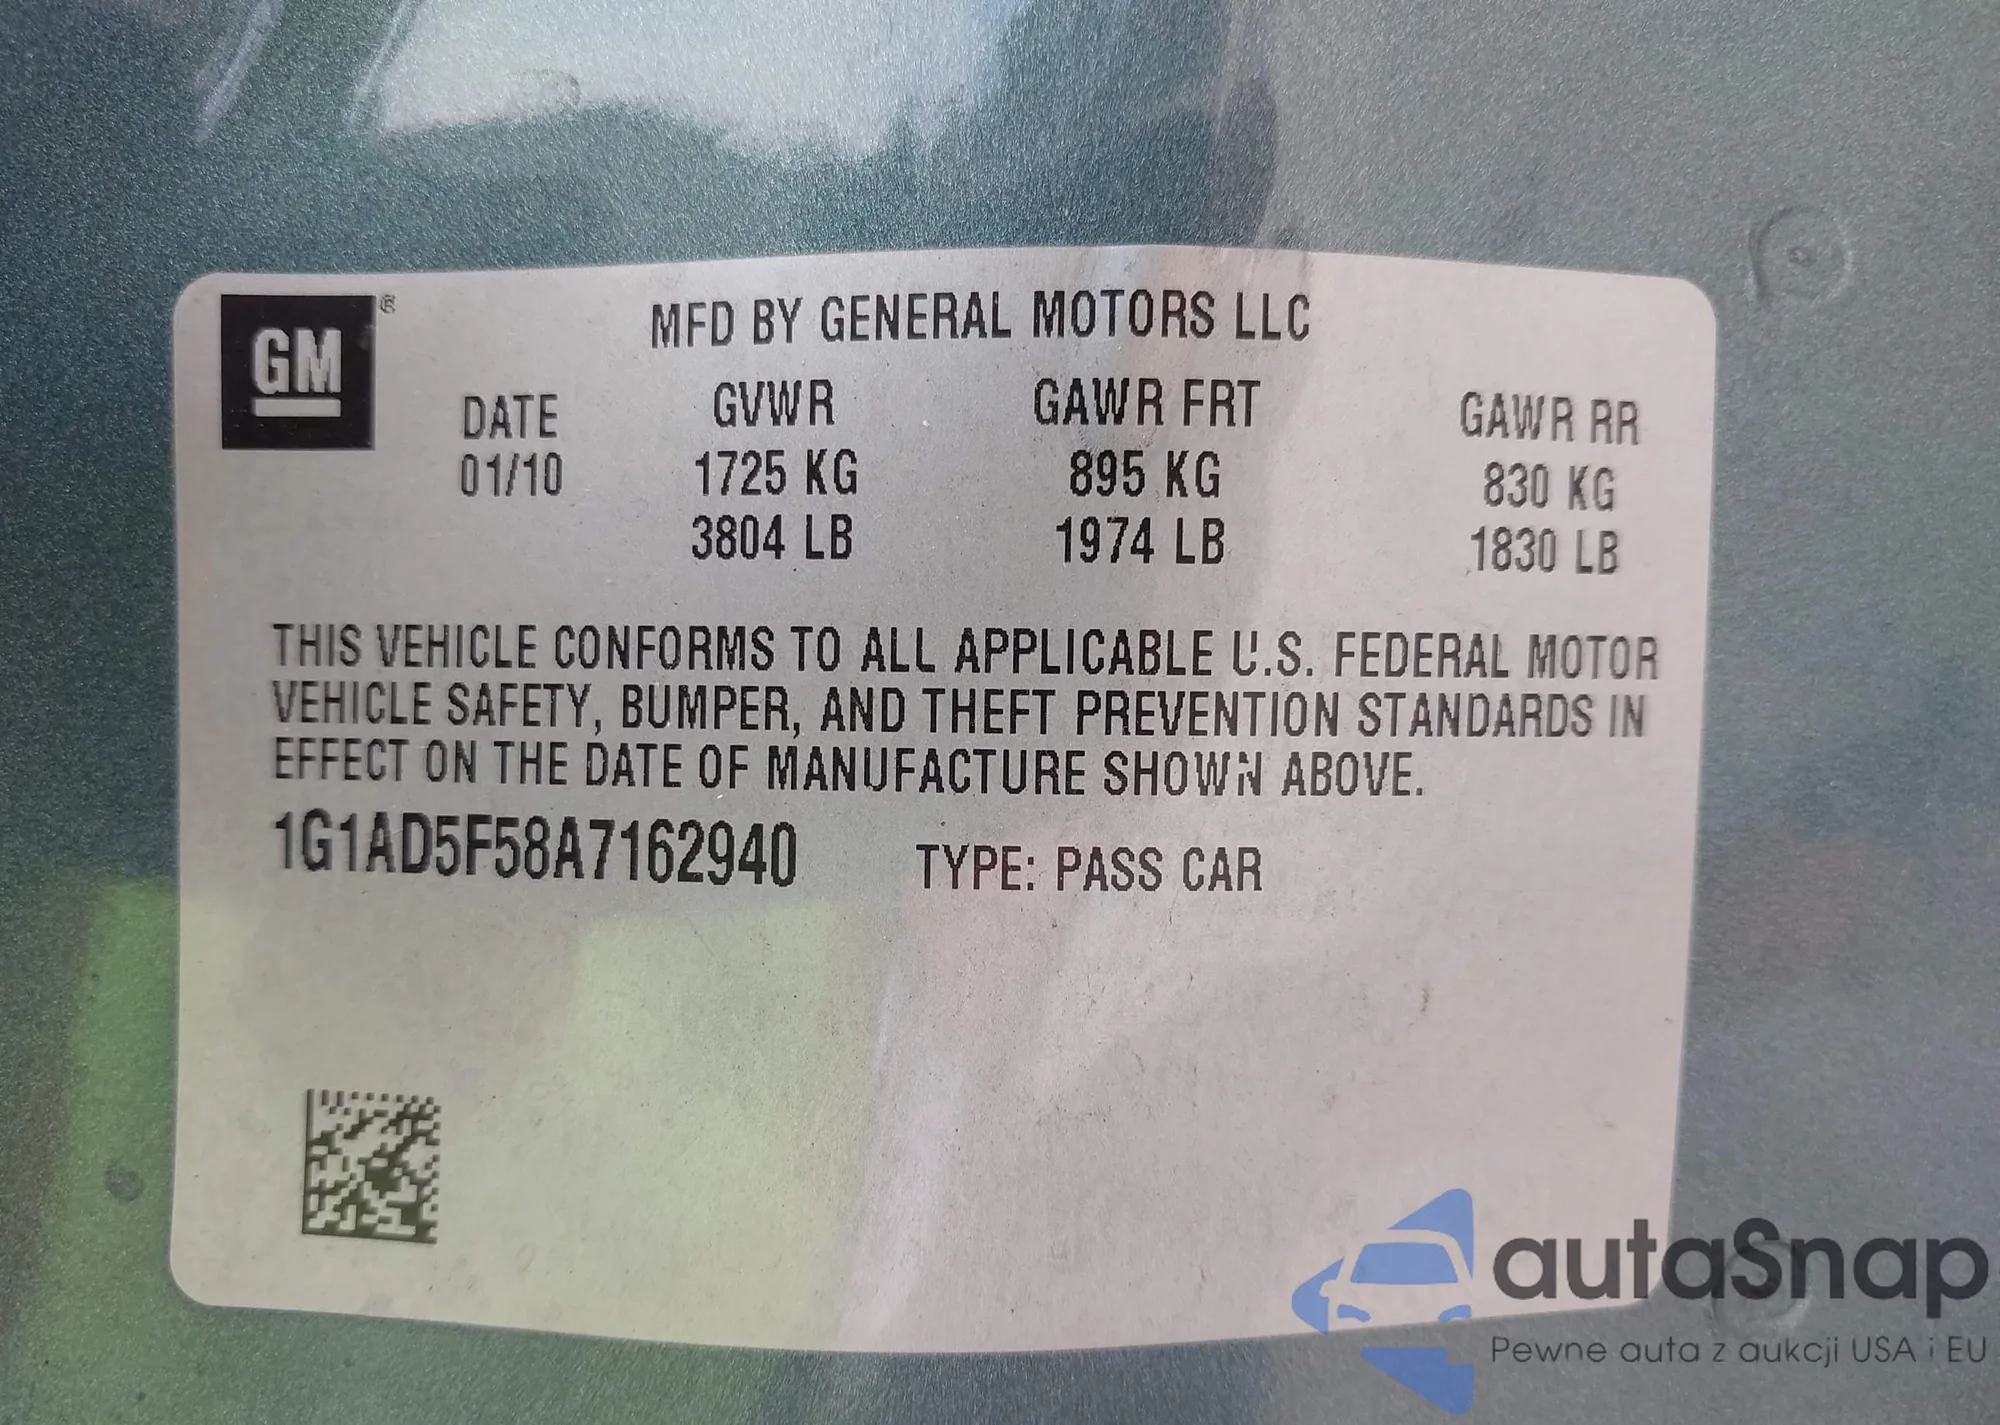 GM ®
MFD BY GENERAL MOTORS LLC
DATE GVWR GAWR FRT GAWR RR
01/10 1725 KG 895 KG 830 KG
3804 LB 1974 LB 1830 LB
THIS VEHICLE CONFORMS TO ALL APPLICABLE U.S. FEDERAL MOTOR
VEHICLE SAFETY, BUMPER, AND THEFT PREVENTION STANDARDS IN
EFFECT ON THE DATE OF MANUFACTURE SHOWN ABOVE.
1G1AD5F58A7162940 TYPE: PASS CAR
autaSnap
Pewne auta z aukcji USA i EU